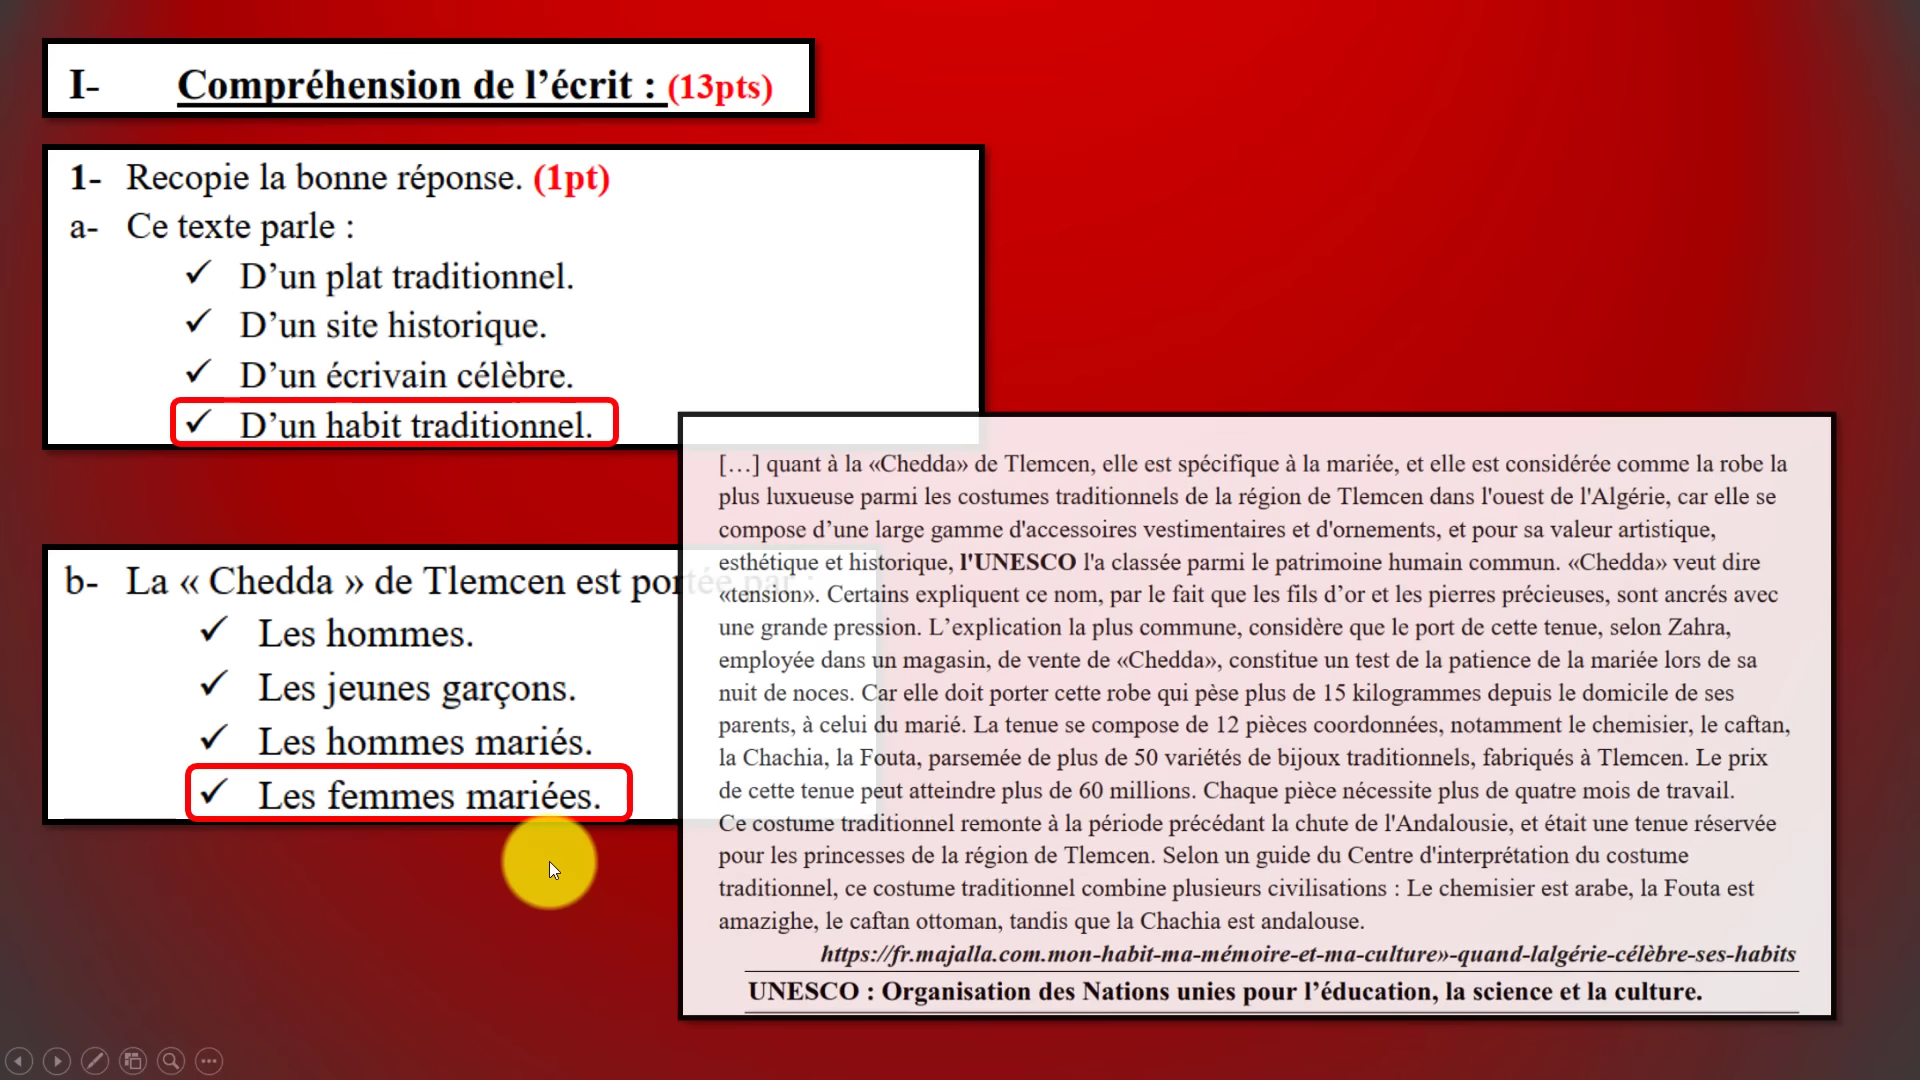 I- Compréhension de l’écrit : (13pts)
1- Recopie la bonne réponse. (1pt)
a- Ce texte parle :
✓ D’un plat traditionnel.
✓ D’un site historique.
✓ D’un écrivain célèbre.
✓ D’un habit traditionnel.
b- La « Chedda » de Tlemcen est portée par :
✓ Les hommes.
✓ Les jeunes garçons.
✓ Les hommes mariés.
✓ Les femmes mariées.
[…] quant à la «Chedda» de Tlemcen, elle est spécifique à la mariée, et elle est considérée comme la robe la
plus luxueuse parmi les costumes traditionnels de la région de Tlemcen dans l'ouest de l'Algérie, car elle se
compose d’une large gamme d'accessoires vestimentaires et d'ornements, et pour sa valeur artistique,
esthétique et historique, l'UNESCO l'a classée parmi le patrimoine humain commun. «Chedda» veut dire
«tension». Certains expliquent ce nom, par le fait que les fils d’or et les pierres précieuses, sont ancrés avec
une grande pression. L’explication la plus commune, considère que le port de cette tenue, selon Zahra,
employée dans un magasin, de vente de «Chedda», constitue un test de la patience de la mariée lors de sa
nuit de noces. Car elle doit porter cette robe qui pèse plus de 15 kilogrammes depuis le domicile de ses
parents, à celui du marié. La tenue se compose de 12 pièces coordonnées, notamment le chemisier, le caftan,
la Chachia, la Fouta, parsemée de plus de 50 variétés de bijoux traditionnels, fabriqués à Tlemcen. Le prix
de cette tenue peut atteindre plus de 60 millions. Chaque pièce nécessite plus de quatre mois de travail.
Ce costume traditionnel remonte à la période précédant la chute de l'Andalousie, et était une tenue réservée
pour les princesses de la région de Tlemcen. Selon un guide du Centre d'interprétation du costume
traditionnel, ce costume traditionnel combine plusieurs civilisations : Le chemisier est arabe, la Fouta est
amazighe, le caftan ottoman, tandis que la Chachia est andalouse.
https://fr.majalla.com.mon-habit-ma-mémoire-et-ma-culture»-quand-lalgérie-célèbre-ses-habits
UNESCO : Organisation des Nations unies pour l’éducation, la science et la culture.